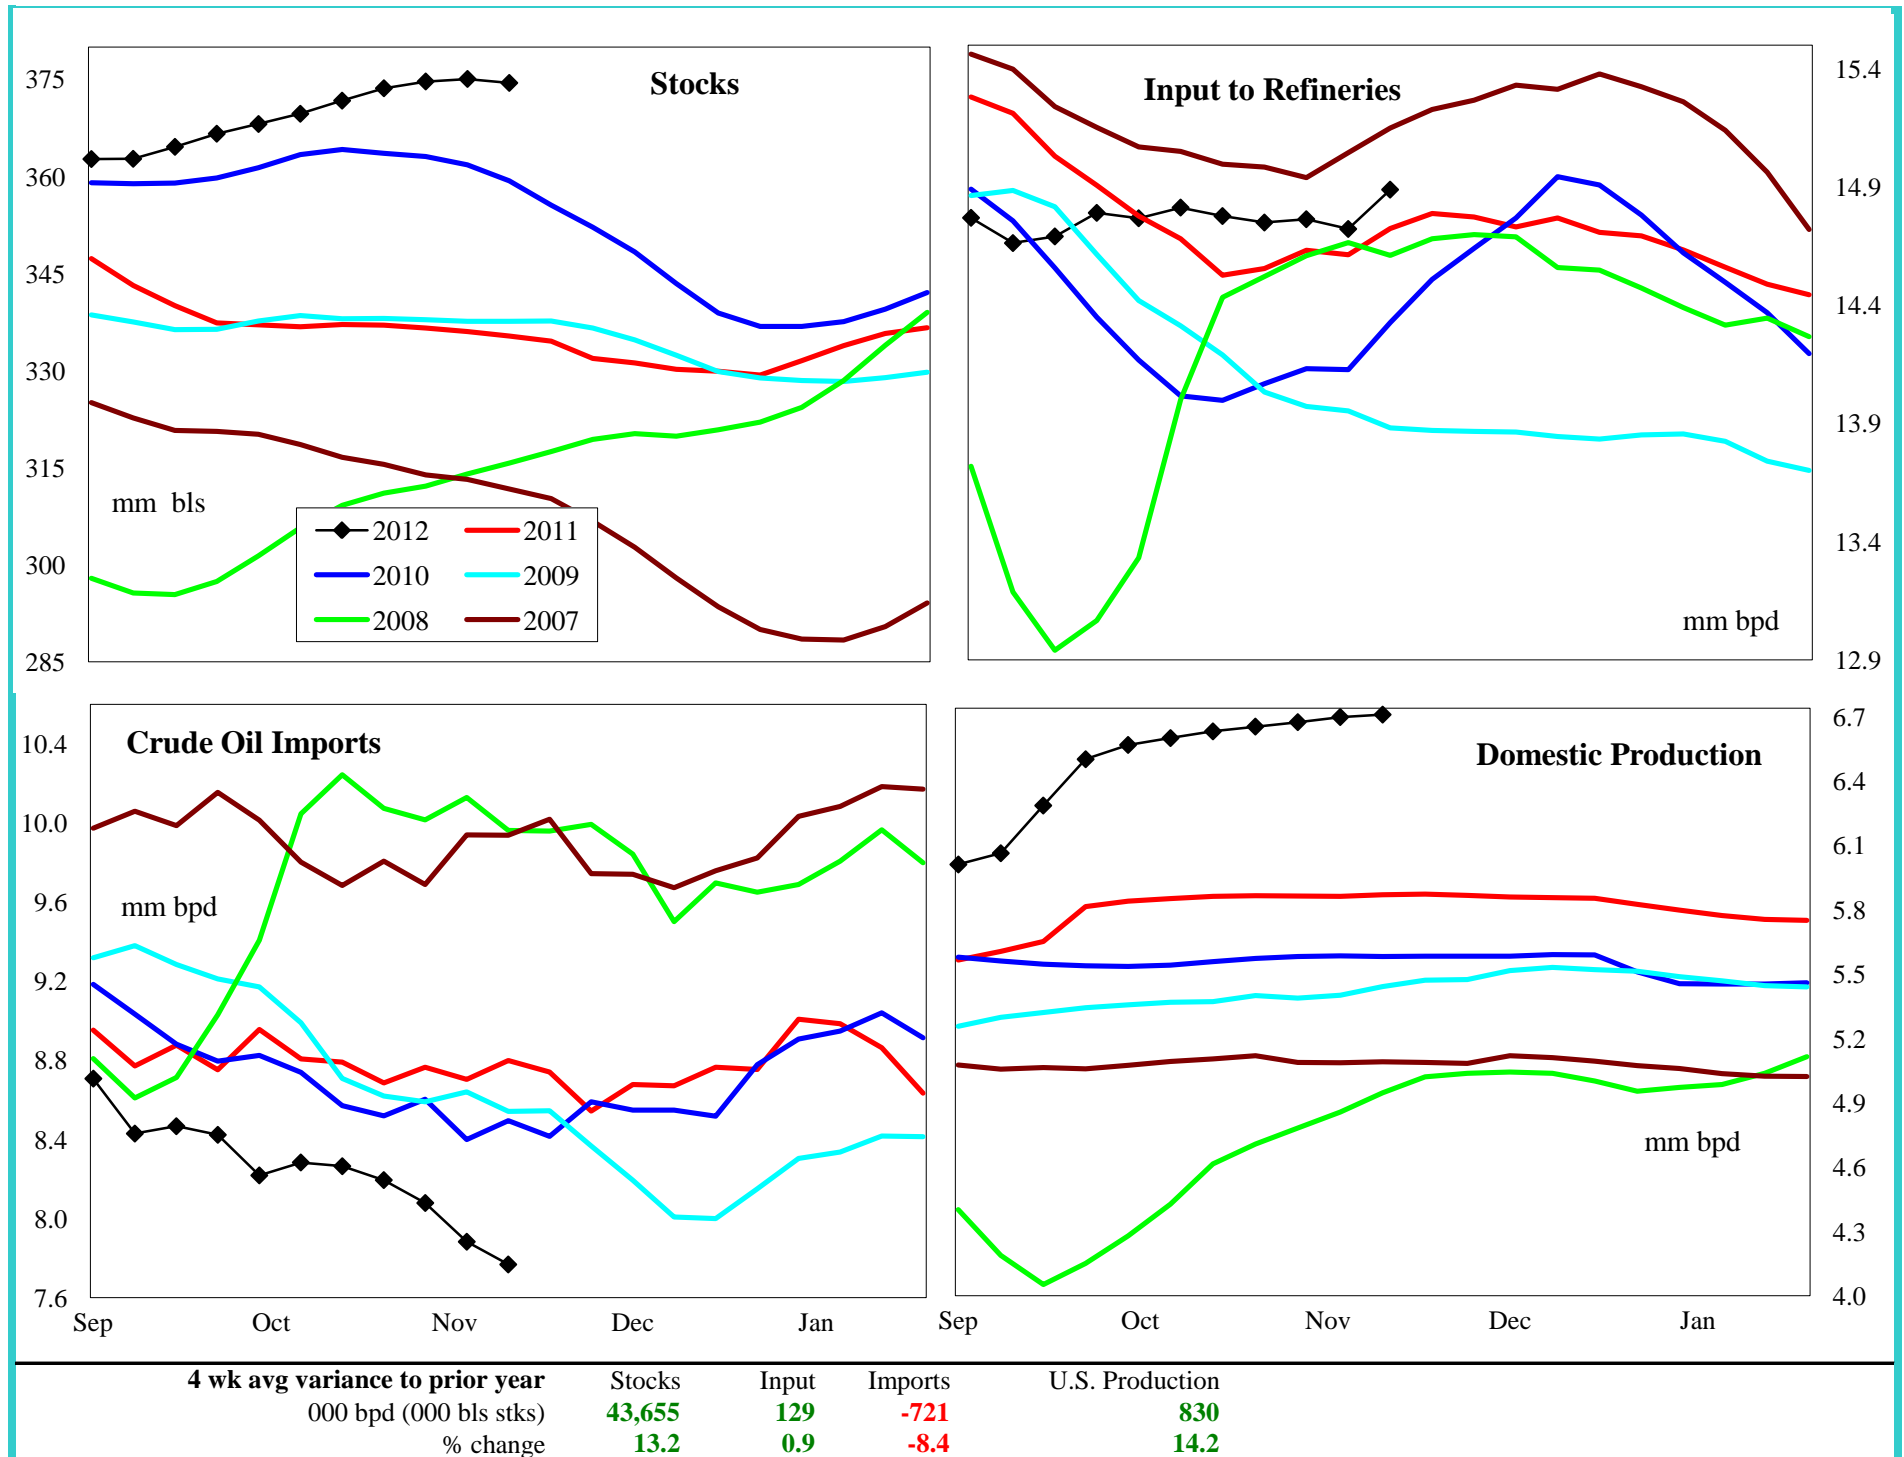 Stocks
375
360
345
330
315
300
285
mm bls
2012 2011
2010 2009
2008 2007
Input to Refineries
15.4
14.9
14.4
13.9
13.4
12.9
mm bpd
Crude Oil Imports
10.4
10.0
9.6
9.2
8.8
8.4
8.0
7.6
mm bpd
Sep Oct Nov Dec Jan
Domestic Production
6.7
6.4
6.1
5.8
5.5
5.2
4.9
4.6
4.3
4.0
mm bpd
Sep Oct Nov Dec Jan
4 wk avg variance to prior year Stocks Input Imports U.S. Production
000 bpd (000 bls stks) 43,655 129 -721 830
% change 13.2 0.9 -8.4 14.2